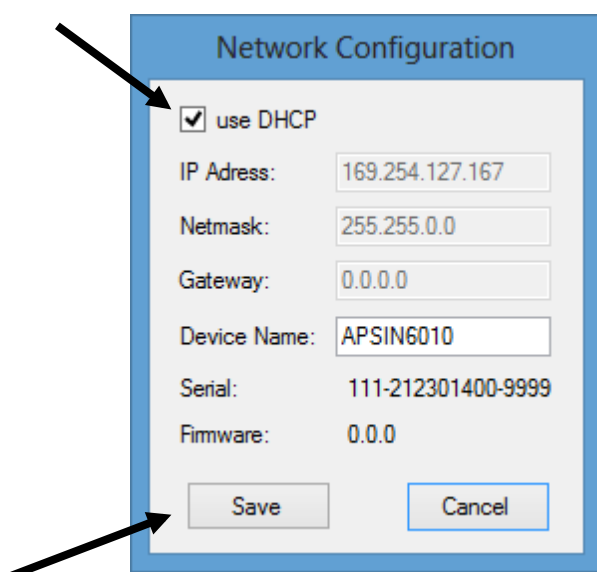 Network Configuration
use DHCP
IP Adress: 169.254.127.167
Netmask: 255.255.0.0
Gateway: 0.0.0.0
Device Name: APSIN6010
Serial: 111-212301400-9999
Firmware: 0.0.0
Save Cancel